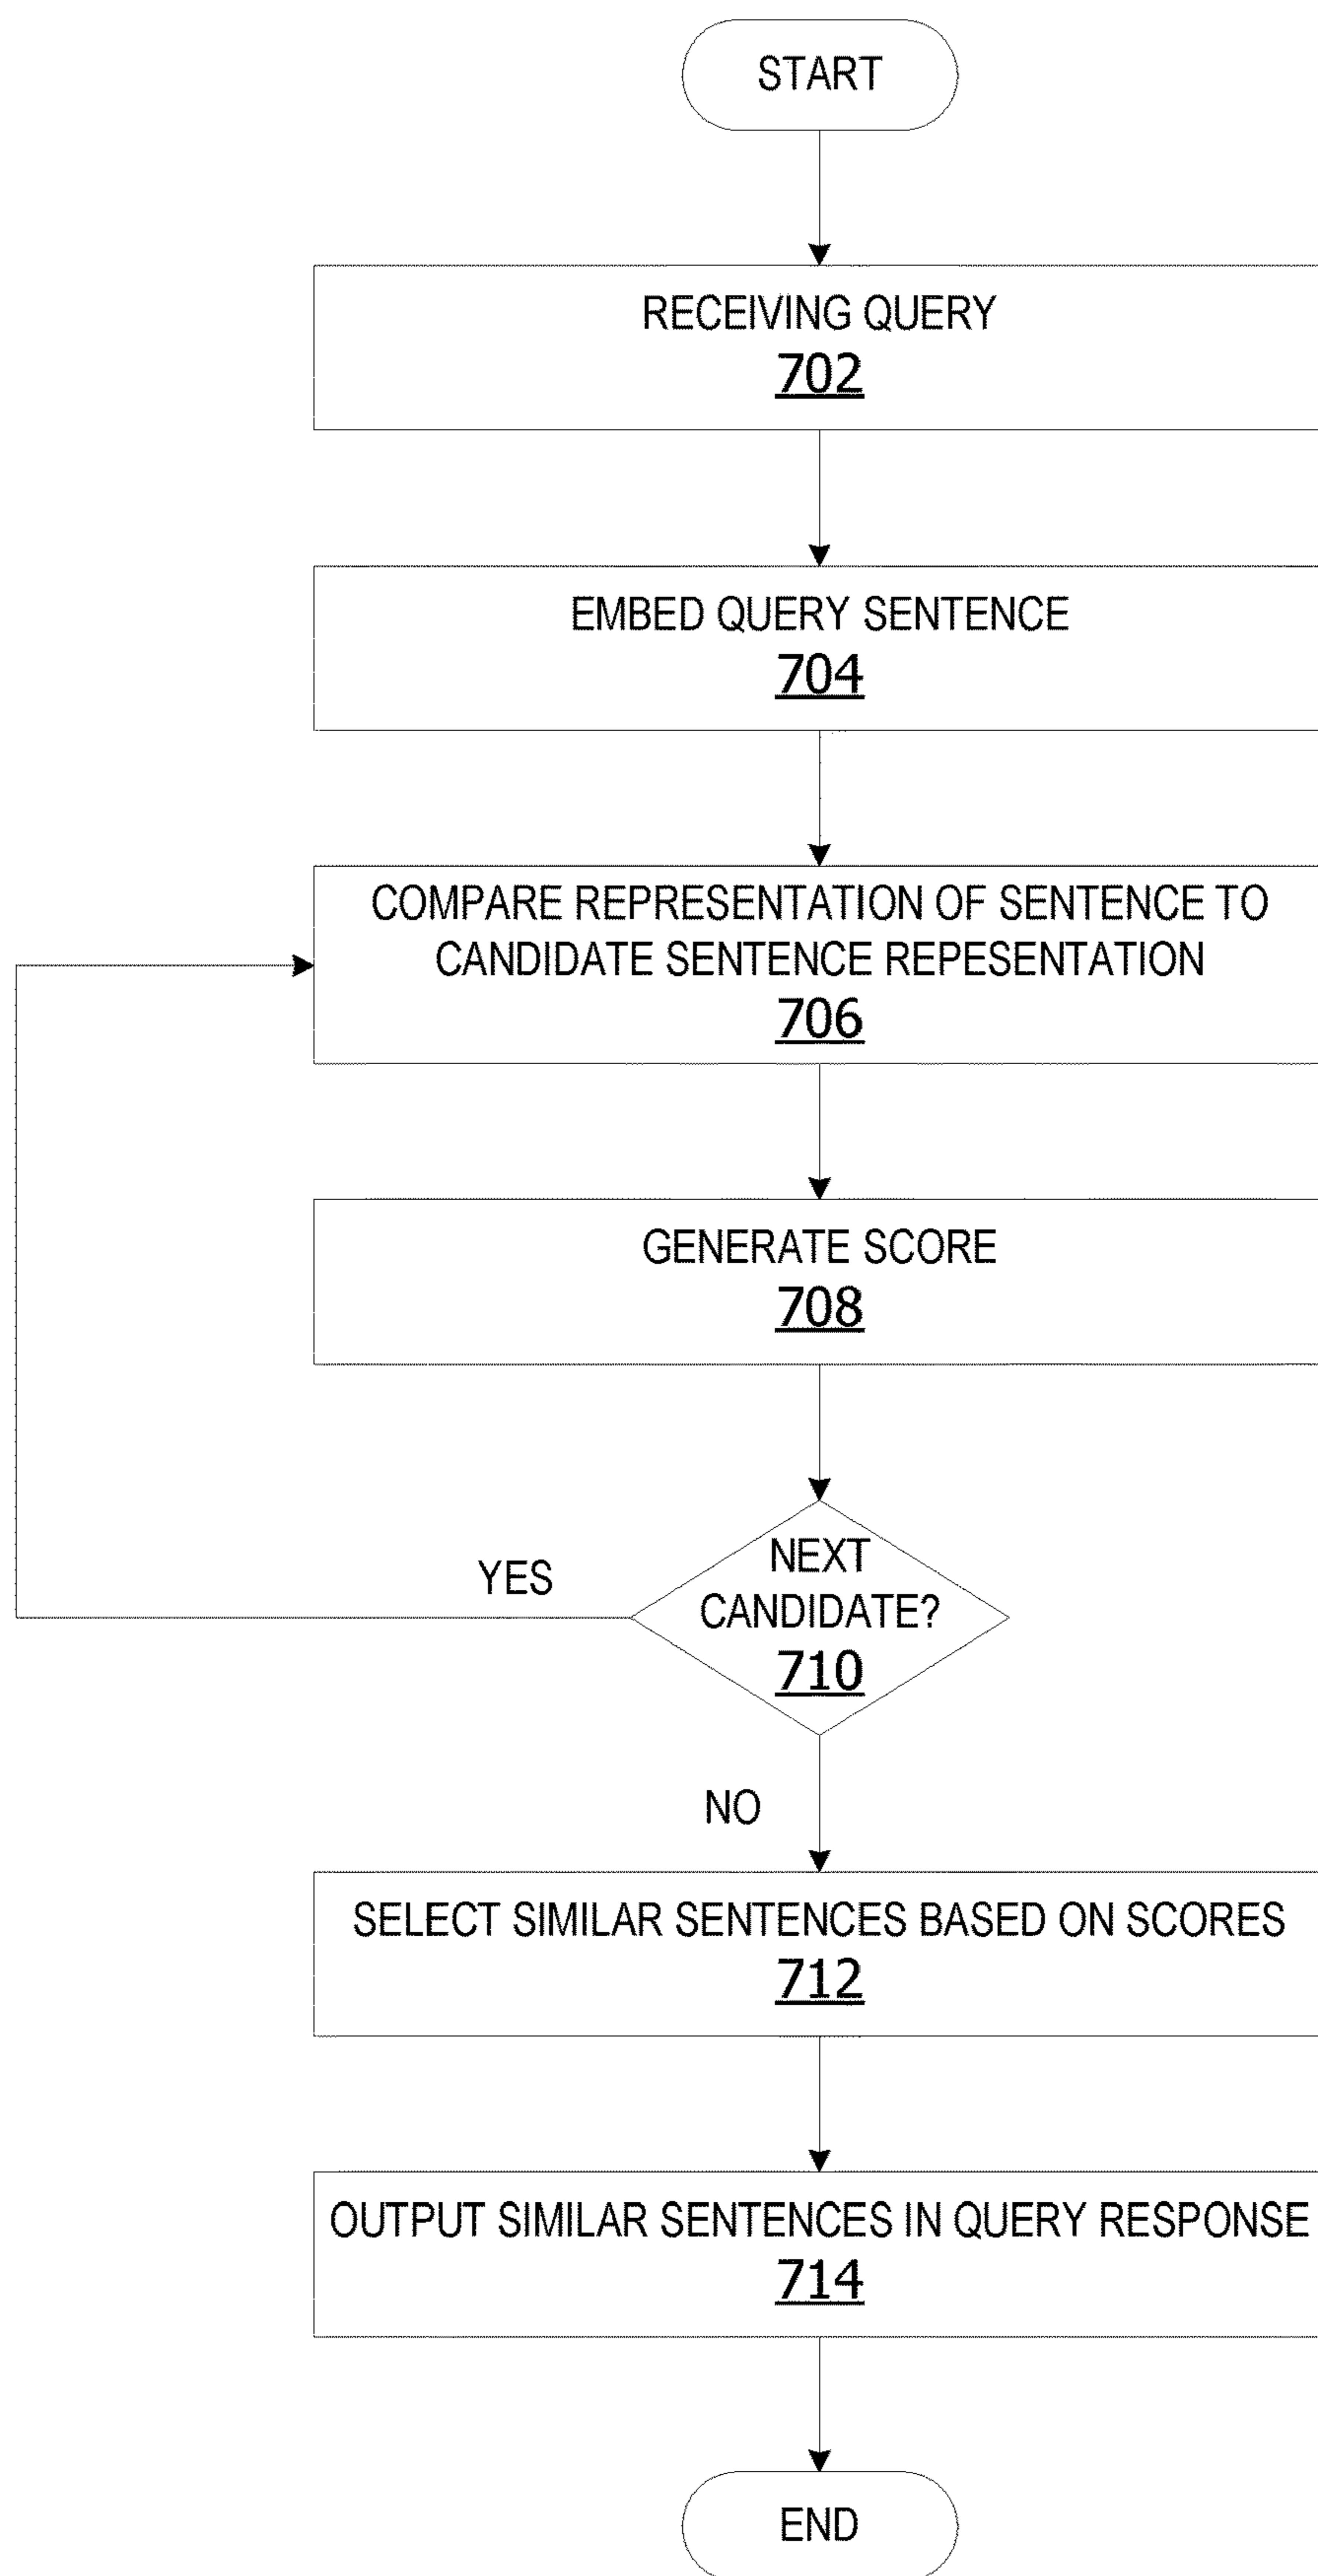 START
RECEIVING QUERY
702
EMBED QUERY SENTENCE
704
COMPARE REPRESENTATION OF SENTENCE TO
CANDIDATE SENTENCE REPESENTATION
706
GENERATE SCORE
708
NEXT
CANDIDATE?
710
YES
NO
SELECT SIMILAR SENTENCES BASED ON SCORES
712
OUTPUT SIMILAR SENTENCES IN QUERY RESPONSE
714
END